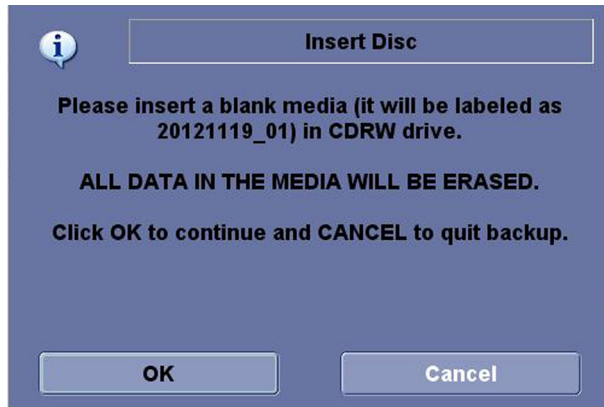 Insert Disc
Please insert a blank media (it will be labeled as
20121119_01) in CDRW drive.
ALL DATA IN THE MEDIA WILL BE ERASED.
Click OK to continue and CANCEL to quit backup.
OK
Cancel